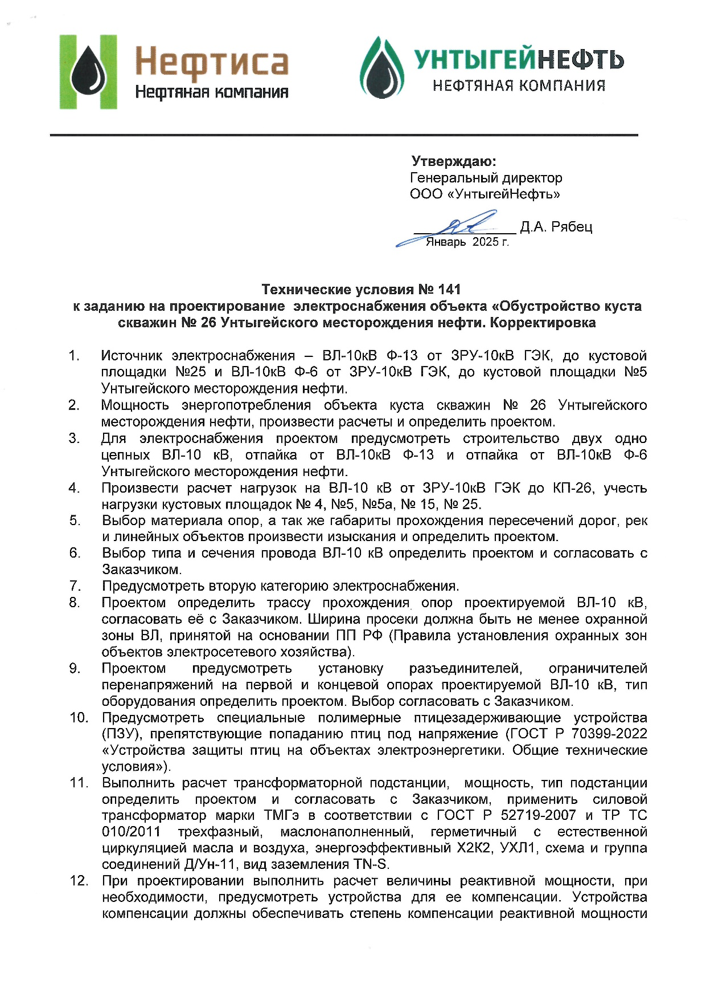 Нефтиса
Нефтяная компания
УНТЫГЕЙНЕФТЬ
НЕФТЯНАЯ КОМПАНИЯ
Утверждаю:
Генеральный директор
ООО «УнтыгейНефть»
_____________ Д.А. Рябец
Январь 2025 г.
Технические условия № 141
к заданию на проектирование электроснабжения объекта «Обустройство куста
скважин № 26 Унтыгейского месторождения нефти. Корректировка
1. Источник электроснабжения – ВЛ-10кВ Ф-13 от ЗРУ-10кВ ГЭК, до кустовой
площадки №25 и ВЛ-10кВ Ф-6 от ЗРУ-10кВ ГЭК, до кустовой площадки №5
Унтыгейского месторождения нефти.
2. Мощность энергопотребления объекта куста скважин № 26 Унтыгейского
месторождения нефти, произвести расчеты и определить проектом.
3. Для электроснабжения проектом предусмотреть строительство двух одно
цепных ВЛ-10 кВ, отпайка от ВЛ-10кВ Ф-13 и отпайка от ВЛ-10кВ Ф-6
Унтыгейского месторождения нефти.
4. Произвести расчет нагрузок на ВЛ-10 кВ от ЗРУ-10кВ ГЭК до КП-26, учесть
нагрузки кустовых площадок № 4, №5, №5а, № 15, № 25.
5. Выбор материала опор, а так же габариты прохождения пересечений дорог, рек
и линейных объектов произвести изыскания и определить проектом.
6. Выбор типа и сечения провода ВЛ-10 кВ определить проектом и согласовать с
Заказчиком.
7. Предусмотреть вторую категорию электроснабжения.
8. Проектом определить трассу прохождения опор проектируемой ВЛ-10 кВ,
согласовать её с Заказчиком. Ширина просеки должна быть не менее охранной
зоны ВЛ, принятой на основании ПП РФ (Правила установления охранных зон
объектов электросетевого хозяйства).
9. Проектом предусмотреть установку разъединителей, ограничителей
перенапряжений на первой и концевой опорах проектируемой ВЛ-10 кВ, тип
оборудования определить проектом. Выбор согласовать с Заказчиком.
10. Предусмотреть специальные полимерные птицезадерживающие устройства
(ПЗУ), препятствующие попаданию птиц под напряжение (ГОСТ Р 70399-2022
«Устройства защиты птиц на объектах электроэнергетики. Общие технические
условия»).
11. Выполнить расчет трансформаторной подстанции, мощность, тип подстанции
определить проектом и согласовать с Заказчиком, применить силовой
трансформатор марки ТМГэ в соответствии с ГОСТ Р 52719-2007 и ТР ТС
010/2011 трехфазный, маслонаполненный, герметичный с естественной
циркуляцией масла и воздуха, энергоэффективный Х2К2, УХЛ1, схема и группа
соединений Д/Ун-11, вид заземления TN-S.
12. При проектировании выполнить расчет величины реактивной мощности, при
необходимости, предусмотреть устройства для ее компенсации. Устройства
компенсации должны обеспечивать степень компенсации реактивной мощности